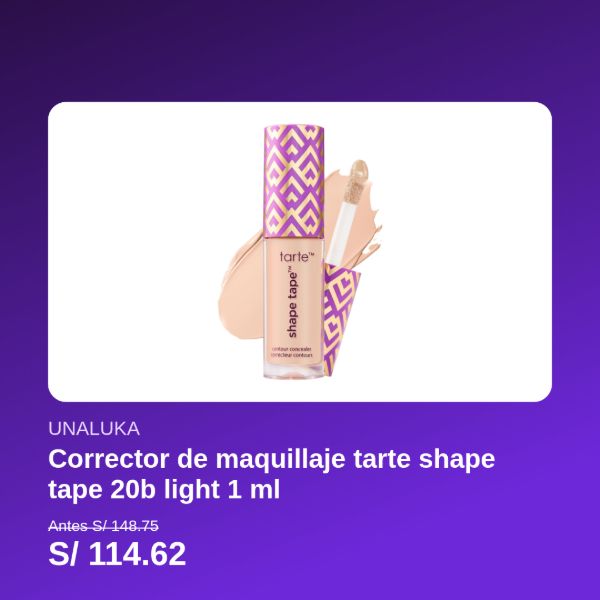 tarte™
shape tape™
contour concealer
correcteur contours
UNALUKA
Corrector de maquillaje tarte shape
tape 20b light 1 ml
Antes S/ 148.75
S/ 114.62